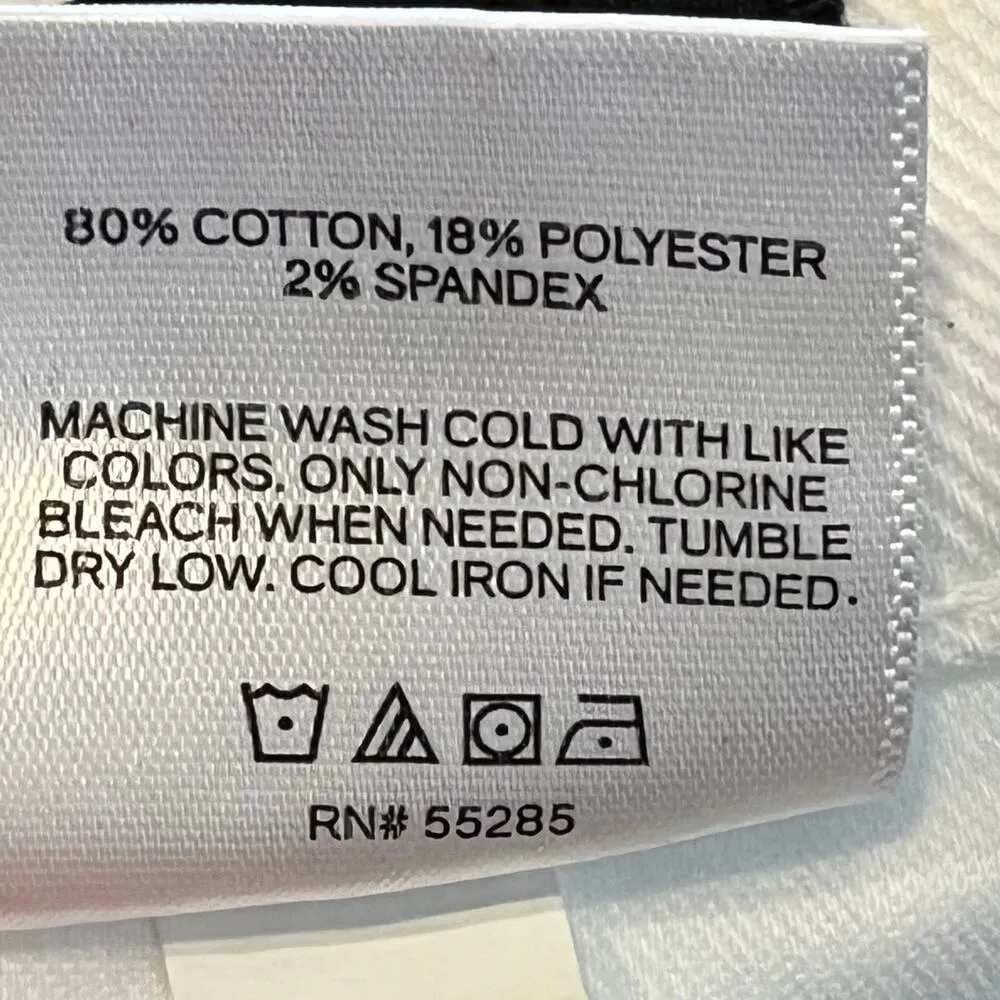 80% COTTON, 18% POLYESTER
2% SPANDEX
MACHINE WASH COLD WITH LIKE
COLORS. ONLY NON-CHLORINE
BLEACH WHEN NEEDED. TUMBLE
DRY LOW. COOL IRON IF NEEDED.
RN# 55285